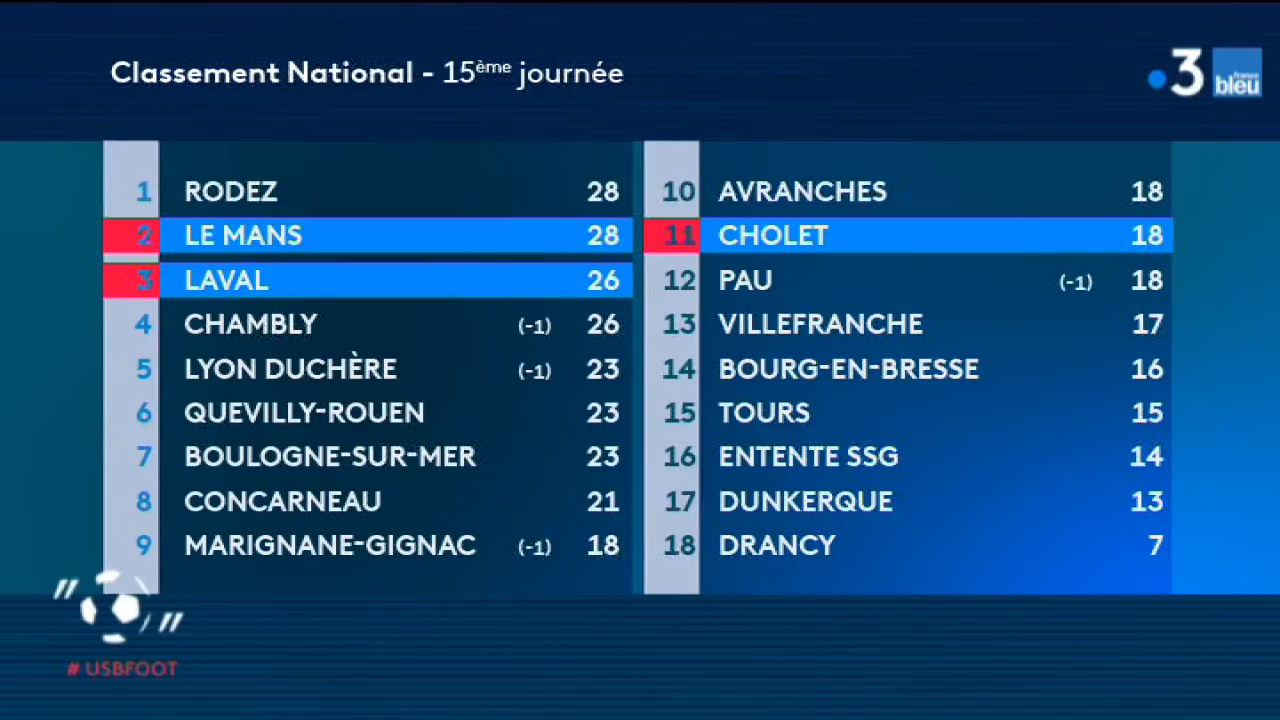 Classement National - 15ème journée
3
france
bleu
1 RODEZ 28
2 LE MANS 28
3 LAVAL 26
4 CHAMBLY (-1) 26
5 LYON DUCHÈRE (-1) 23
6 QUEVILLY-ROUEN 23
7 BOULOGNE-SUR-MER 23
8 CONCARNEAU 21
9 MARIGNANE-GIGNAC (-1) 18
10 AVRANCHES 18
11 CHOLET 18
12 PAU (-1) 18
13 VILLEFRANCHE 17
14 BOURG-EN-BRESSE 16
15 TOURS 15
16 ENTENTE SSG 14
17 DUNKERQUE 13
18 DRANCY 7
# USBFOOT